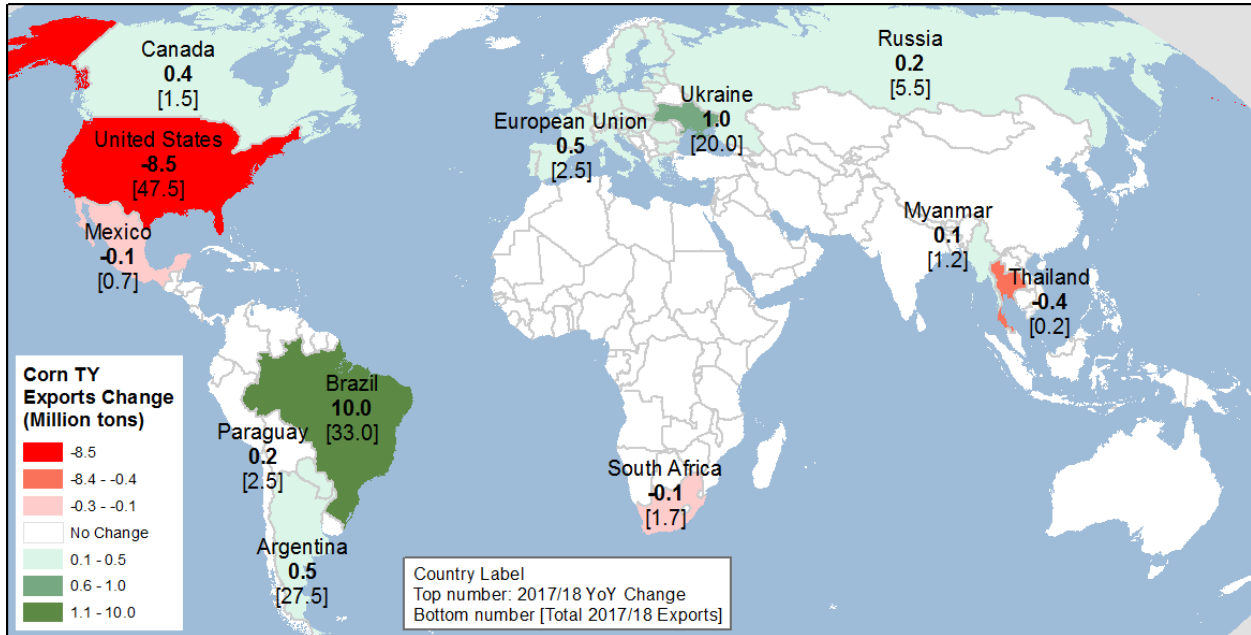 Canada
0.4
[1.5]
United States
-8.5
[47.5]
Mexico
-0.1
[0.7]
Russia
0.2
[5.5]
Ukraine
1.0
[20.0]
European Union
0.5
[2.5]
Myanmar
0.1
[1.2]
Thailand
-0.4
[0.2]
Brazil
10.0
[33.0]
Paraguay
0.2
[2.5]
Argentina
0.5
[27.5]
South Africa
-0.1
[1.7]
Corn TY
Exports Change
(Million tons)
-8.5
-8.4 - -0.4
-0.3 - -0.1
No Change
0.1 - 0.5
0.6 - 1.0
1.1 - 10.0
Country Label
Top number: 2017/18 YoY Change
Bottom number [Total 2017/18 Exports]